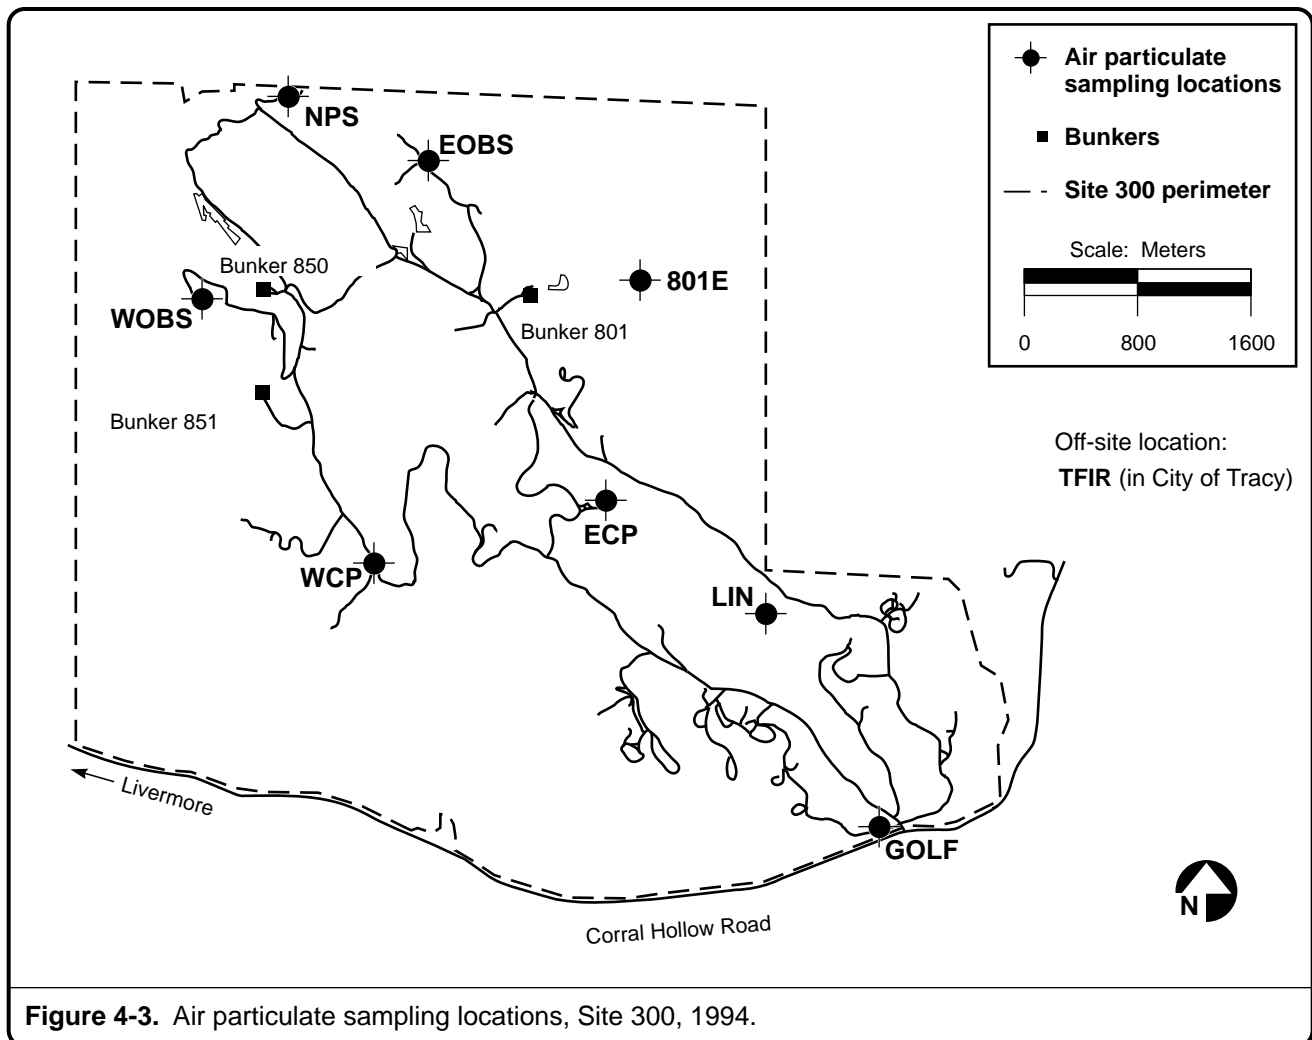 Air particulate
sampling locations
Bunkers
Site 300 perimeter
Scale: Meters
0 800 1600
NPS
EOBS
Bunker 850
801E
WOBS
Bunker 801
Bunker 851
Off-site location:
TFIR (in City of Tracy)
ECP
WCP
LIN
Livermore
GOLF
Corral Hollow Road
N
Figure 4-3. Air particulate sampling locations, Site 300, 1994.